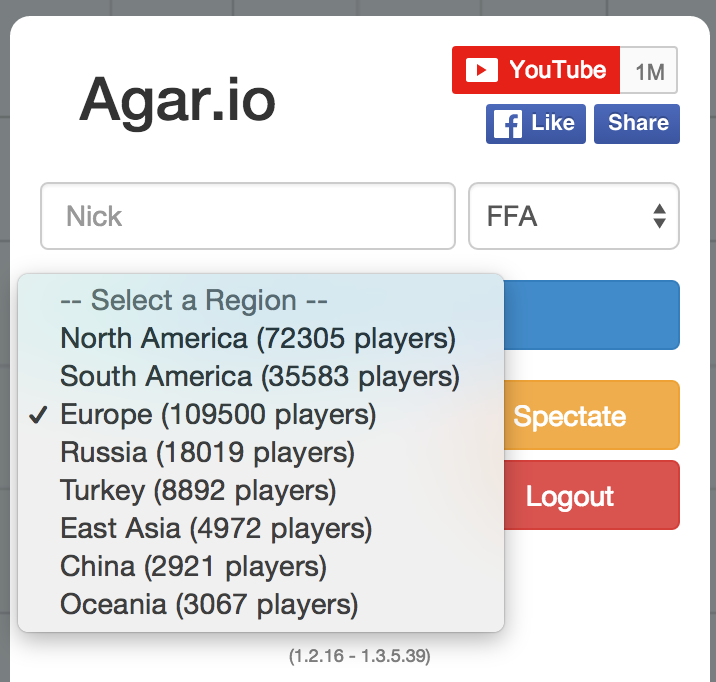 Agar.io
YouTube 1M
Like Share
Nick
FFA
-- Select a Region --
North America (72305 players)
South America (35583 players)
✓ Europe (109500 players)
Russia (18019 players)
Turkey (8892 players)
East Asia (4972 players)
China (2921 players)
Oceania (3067 players)
Spectate
Logout
(1.2.16 - 1.3.5.39)